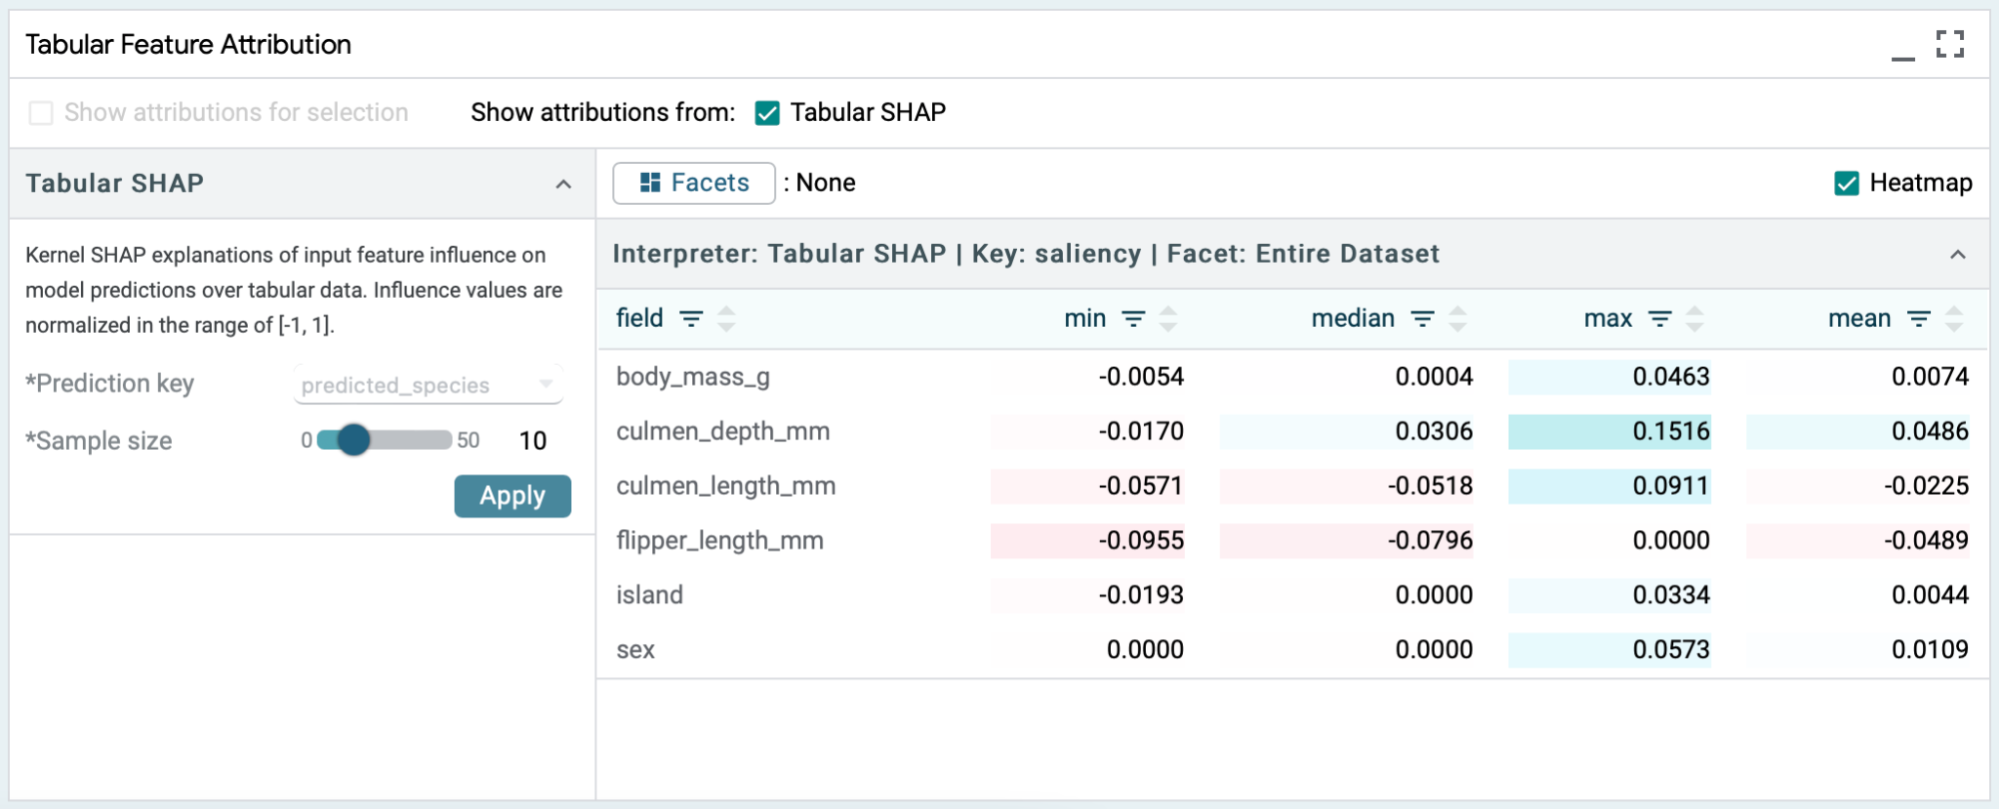 Tabular Feature Attribution
Show attributions for selection Show attributions from: Tabular SHAP
Tabular SHAP
Kernel SHAP explanations of input feature influence on
model predictions over tabular data. Influence values are
normalized in the range of [-1, 1].
*Prediction key predicted_species
*Sample size 0 50 10
Apply
Facets : None Heatmap
Interpreter: Tabular SHAP | Key: saliency | Facet: Entire Dataset
field min median max mean
body_mass_g -0.0054 0.0004 0.0463 0.0074
culmen_depth_mm -0.0170 0.0306 0.1516 0.0486
culmen_length_mm -0.0571 -0.0518 0.0911 -0.0225
flipper_length_mm -0.0955 -0.0796 0.0000 -0.0489
island -0.0193 0.0000 0.0334 0.0044
sex 0.0000 0.0000 0.0573 0.0109